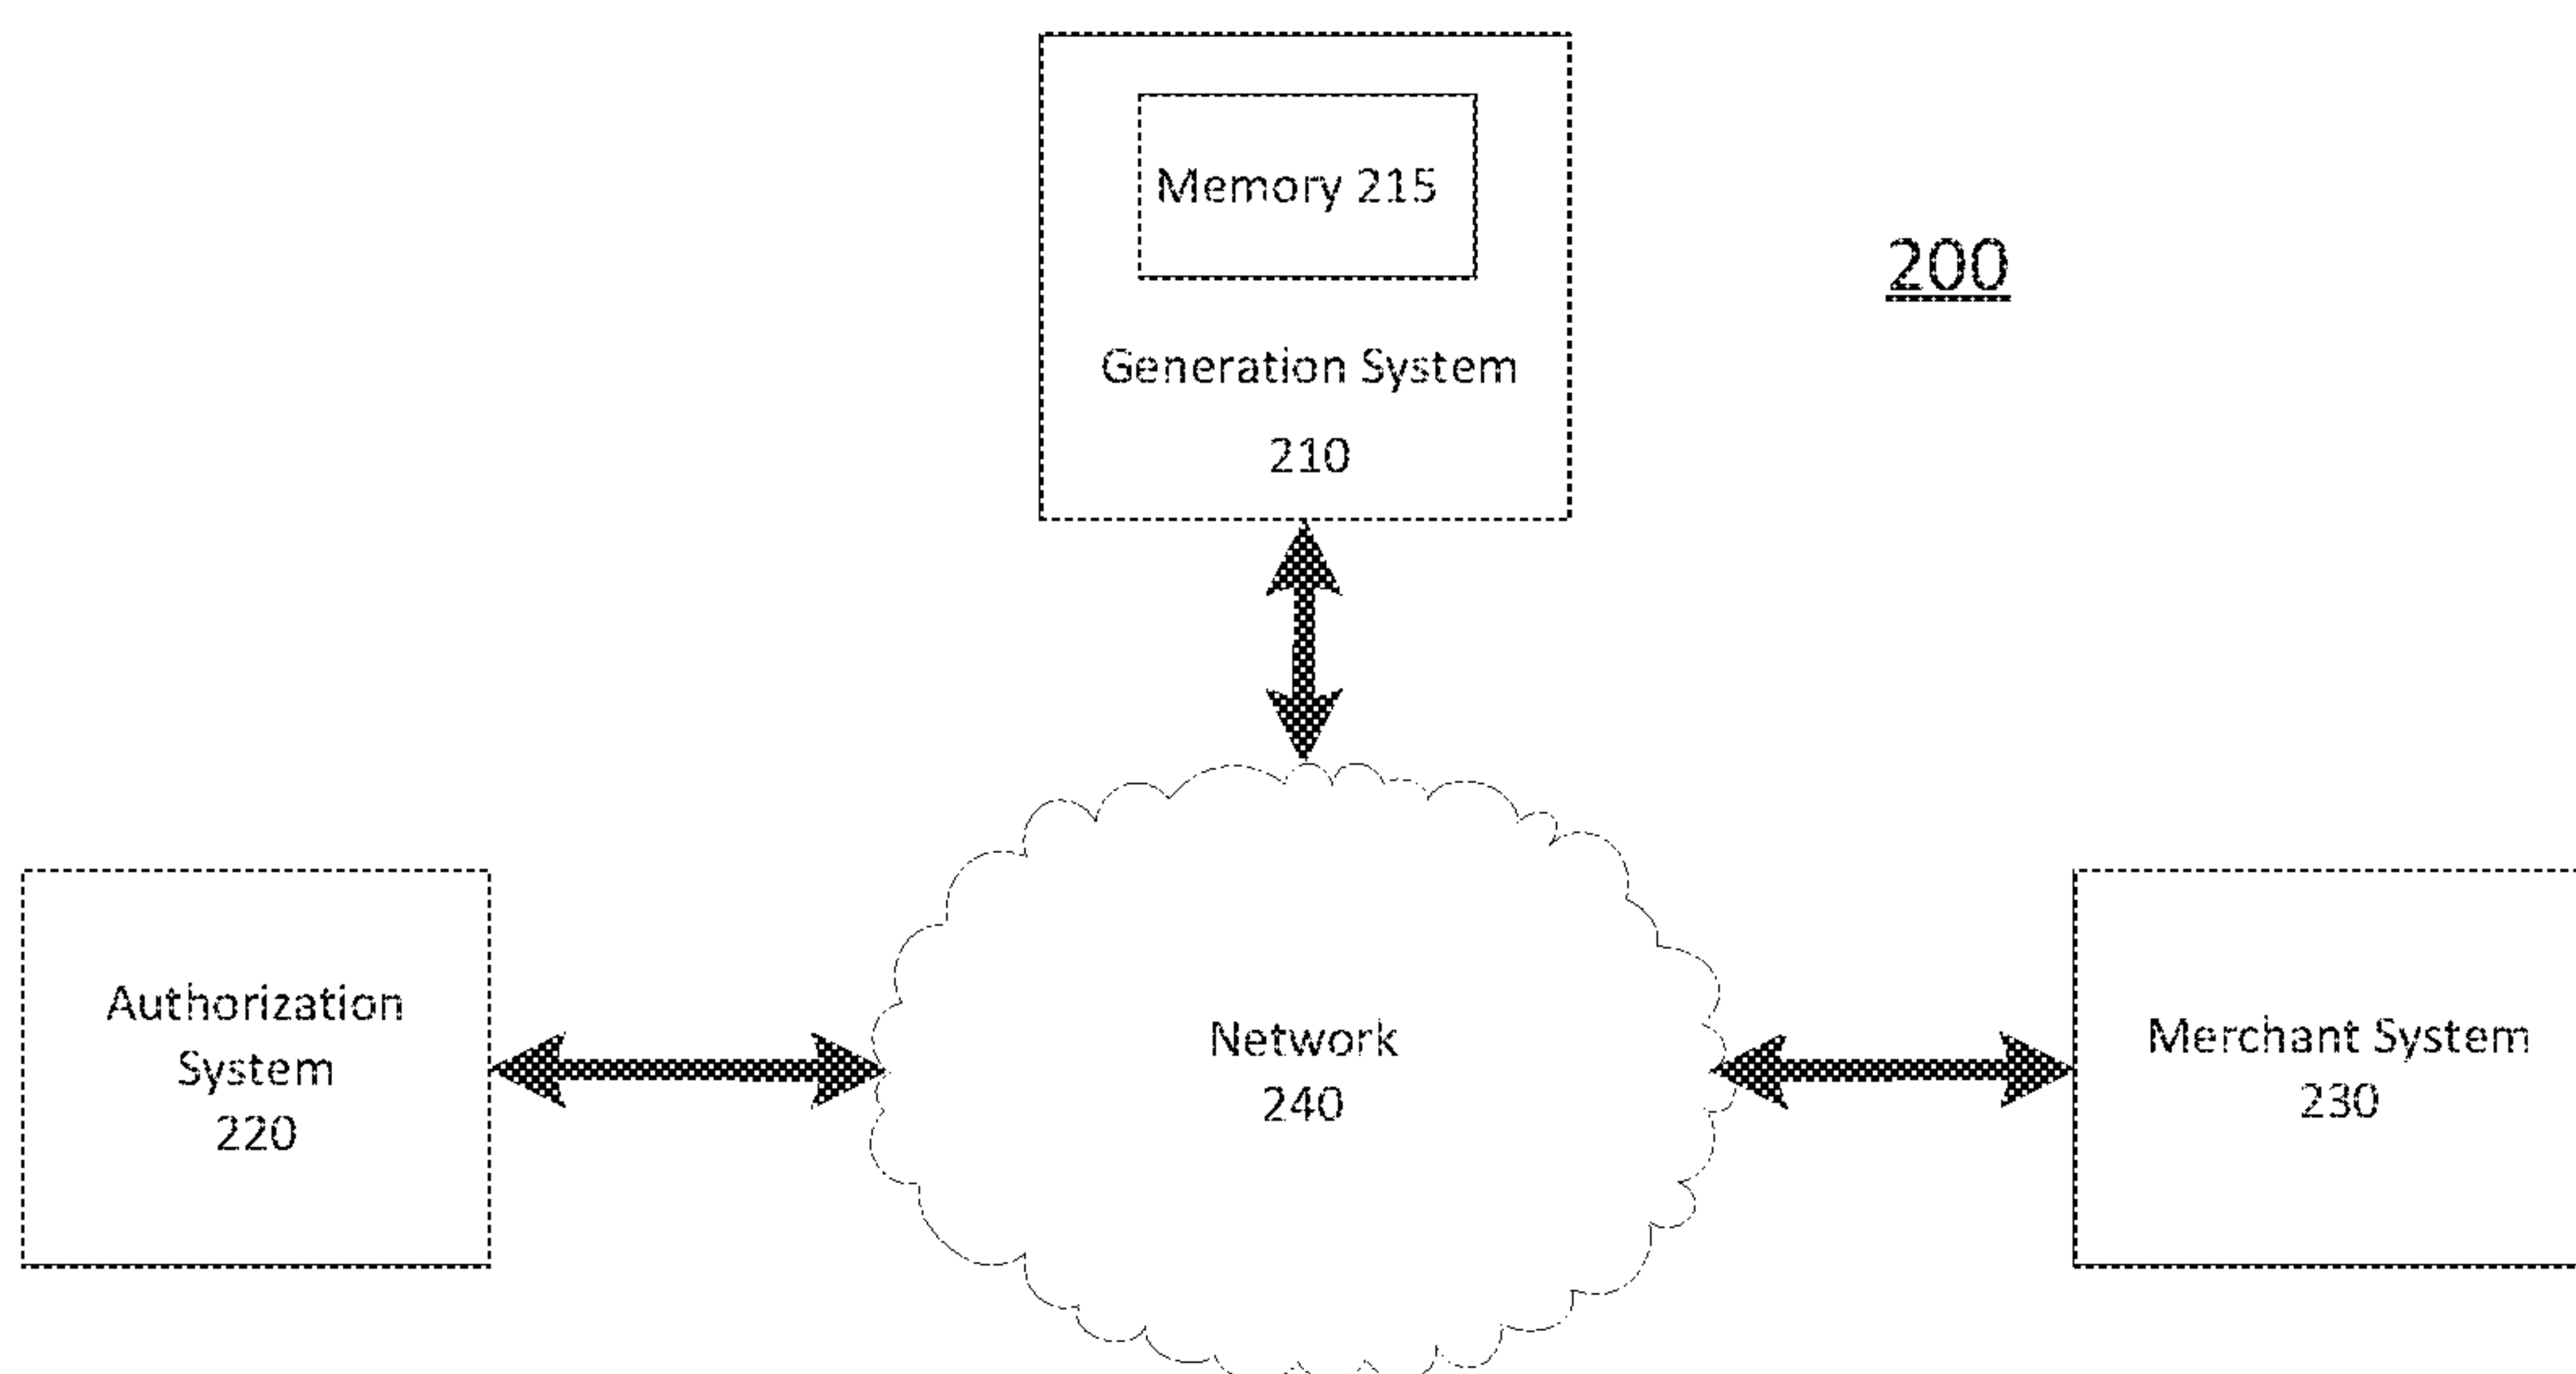 Memory 215
200
Generation System
210
Authorization
System
220
Network
240
Merchant System
230